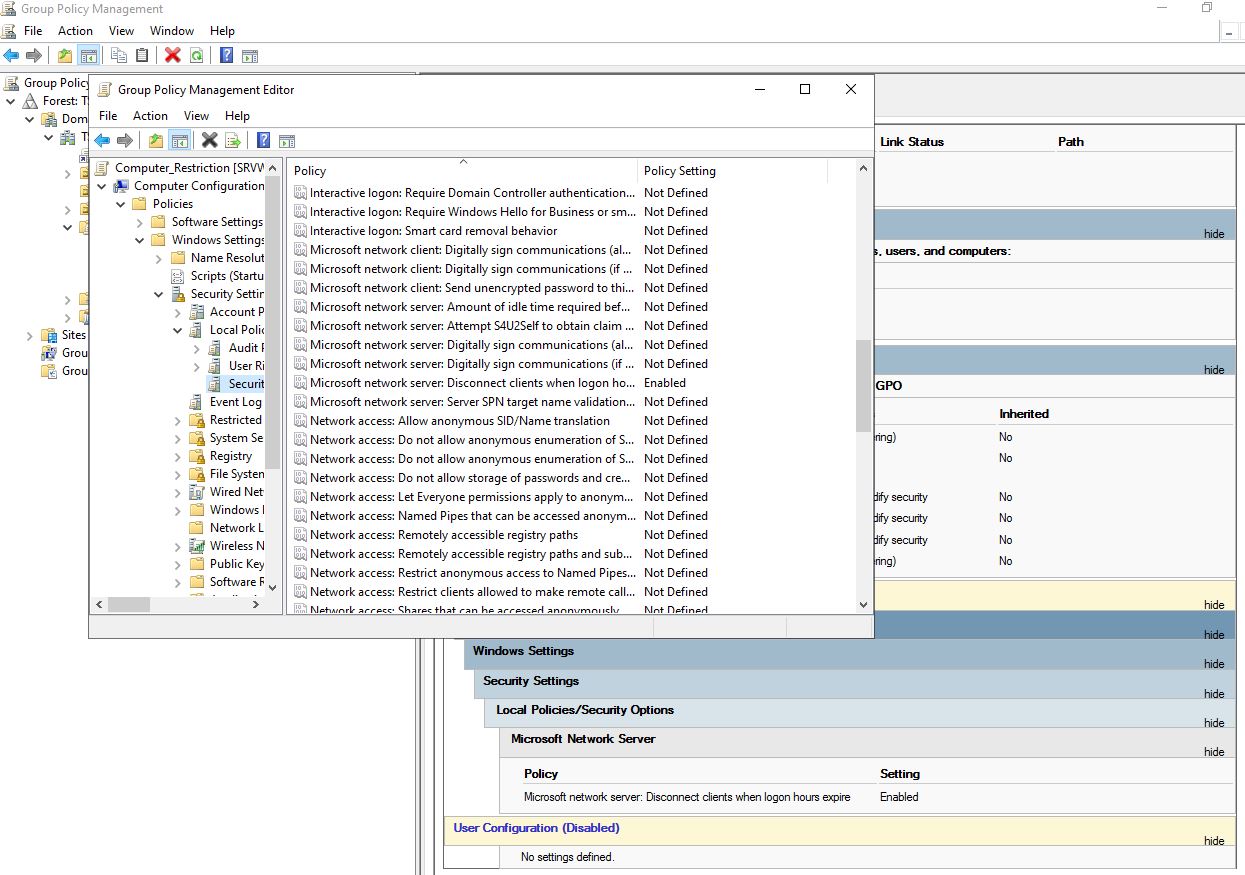 Group Policy Management
File Action View Window Help
Group Policy
Forest: T
Dom
Sites
Grou
Grou
Group Policy Management Editor
File Action View Help
Computer_Restriction [SRVW
Computer Configuration
Policies
Software Settings
Windows Settings
Name Resolut
Scripts (Startu
Security Settin
Account P
Local Polic
Audit P
User Ri
Securit
Event Log
Restricted
System Se
Registry
File System
Wired Net
Windows
Network L
Wireless N
Public Key
Software R
Policy Policy Setting
Interactive logon: Require Domain Controller authentication... Not Defined
Interactive logon: Require Windows Hello for Business or sm... Not Defined
Interactive logon: Smart card removal behavior Not Defined
Microsoft network client: Digitally sign communications (al... Not Defined
Microsoft network client: Digitally sign communications (if ... Not Defined
Microsoft network client: Send unencrypted password to thi... Not Defined
Microsoft network server: Amount of idle time required bef... Not Defined
Microsoft network server: Attempt S4U2Self to obtain claim ... Not Defined
Microsoft network server: Digitally sign communications (al... Not Defined
Microsoft network server: Digitally sign communications (if ... Not Defined
Microsoft network server: Disconnect clients when logon ho... Enabled
Microsoft network server: Server SPN target name validation... Not Defined
Network access: Allow anonymous SID/Name translation Not Defined
Network access: Do not allow anonymous enumeration of S... Not Defined
Network access: Do not allow anonymous enumeration of S... Not Defined
Network access: Do not allow storage of passwords and cre... Not Defined
Network access: Let Everyone permissions apply to anonym... Not Defined
Network access: Named Pipes that can be accessed anonym... Not Defined
Network access: Remotely accessible registry paths Not Defined
Network access: Remotely accessible registry paths and sub... Not Defined
Network access: Restrict anonymous access to Named Pipes... Not Defined
Network access: Restrict clients allowed to make remote call... Not Defined
Network access: Shares that can be accessed anonymously Not Defined
Link Status Path
hide
s, users, and computers:
hide
GPO
Inherited
ring) No
No
dify security No
dify security No
dify security No
ring) No
hide
hide
Windows Settings hide
Security Settings hide
Local Policies/Security Options hide
Microsoft Network Server hide
Policy Setting
Microsoft network server: Disconnect clients when logon hours expire Enabled
User Configuration (Disabled) hide
No settings defined.